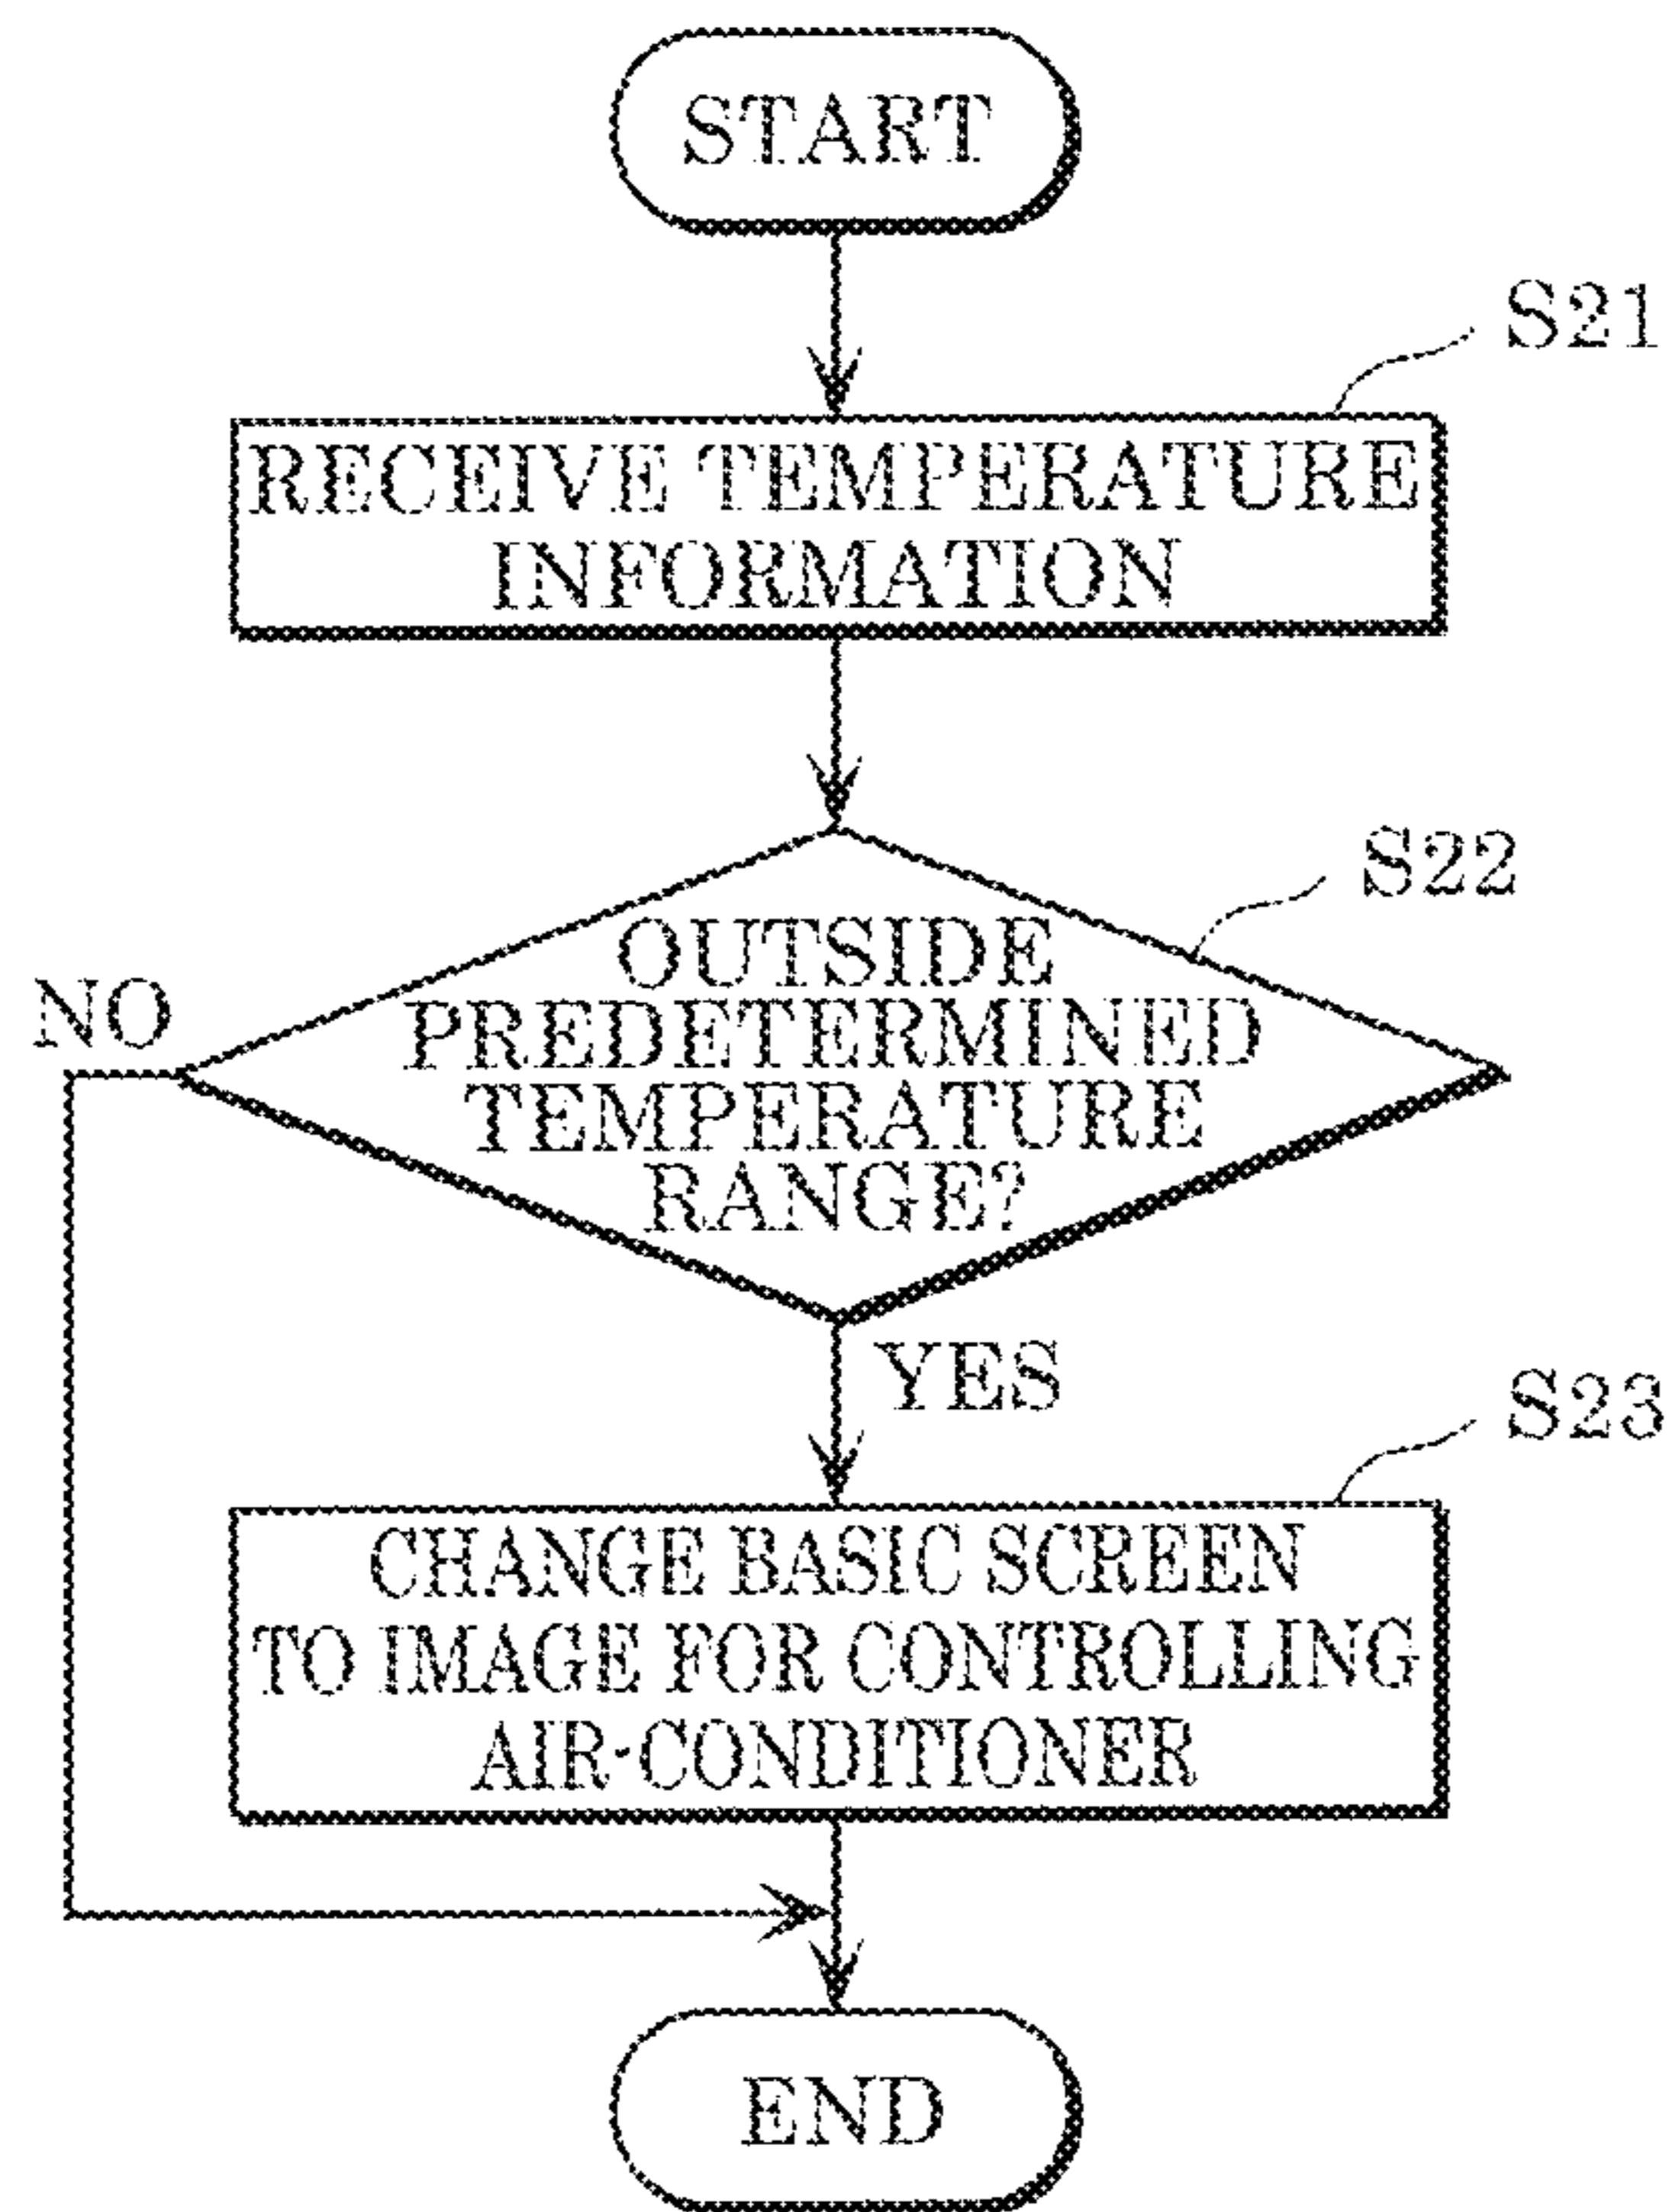 START
S21
RECEIVE TEMPERATURE
INFORMATION
S22
OUTSIDE
PREDETERMINED
TEMPERATURE
RANGE?
NO
YES
S23
CHANGE BASIC SCREEN
TO IMAGE FOR CONTROLLING
AIR-CONDITIONER
END